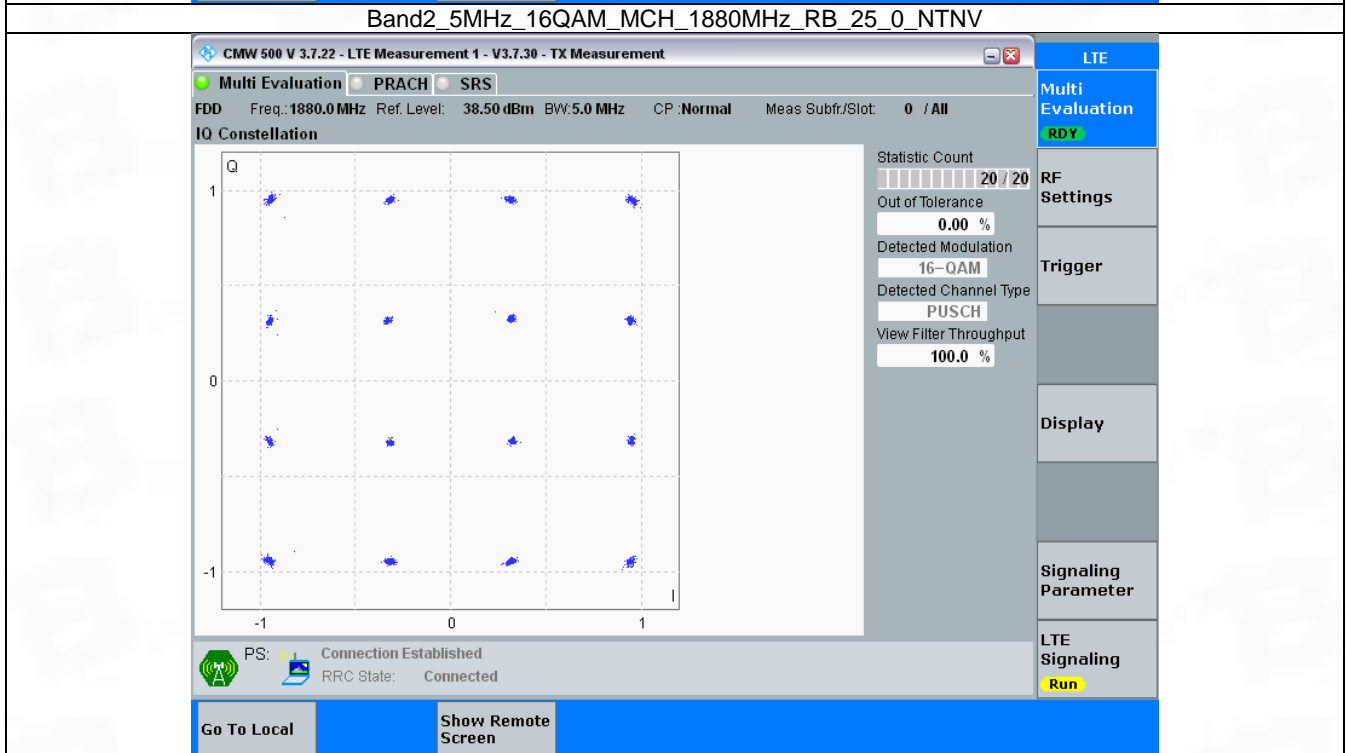 Band2_5MHz_16QAM_MCH_1880MHz_RB_25_0_NTNV
CMW 500 V 3.7.22 - LTE Measurement 1 - V3.7.30 - TX Measurement
LTE
Multi Evaluation PRACH SRS
Multi
Evaluation
RDY
FDD Freq.: 1880.0 MHz Ref. Level: 38.50 dBm BW: 5.0 MHz CP : Normal Meas Subfr./Slot: 0 / All
IQ Constellation
Q
1
0
-1
I
-1 0 1
Statistic Count
20 / 20
Out of Tolerance
0.00 %
Detected Modulation
16-QAM
Detected Channel Type
PUSCH
View Filter Throughput
100.0 %
RF
Settings
Trigger
Display
Signaling
Parameter
LTE
Signaling
Run
PS: Connection Established
RRC State: Connected
Go To Local
Show Remote
Screen